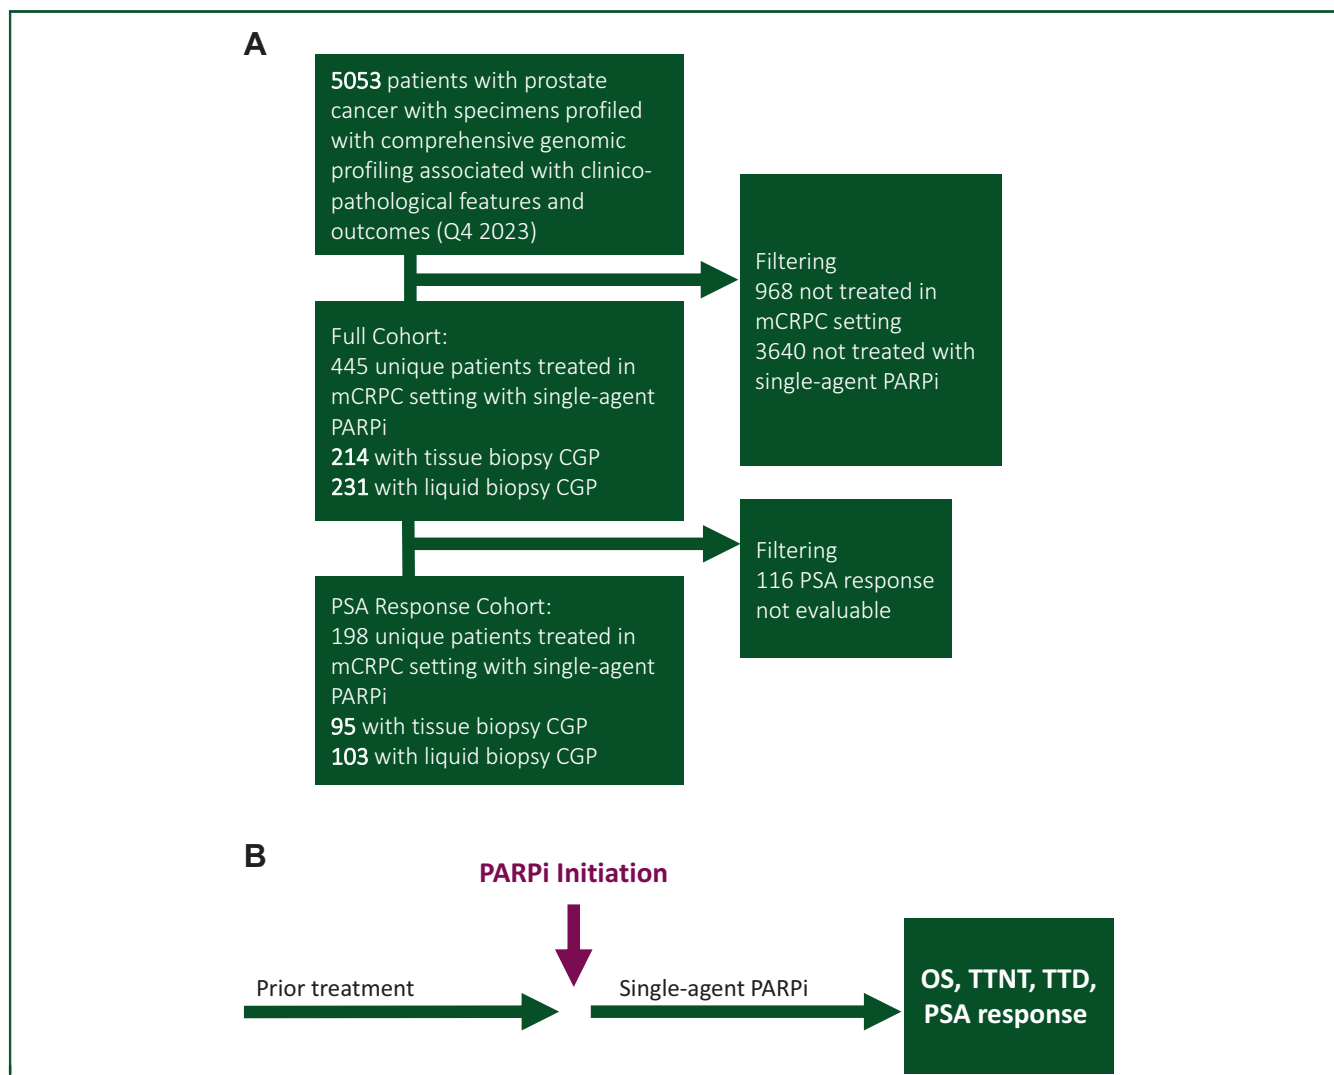 A
5053 patients with prostate
cancer with specimens profiled
with comprehensive genomic
profiling associated with clinico-
pathological features and
outcomes (Q4 2023)
Filtering
968 not treated in
mCRPC setting
3640 not treated with
single-agent PARPi
Full Cohort:
445 unique patients treated in
mCRPC setting with single-agent
PARPi
214 with tissue biopsy CGP
231 with liquid biopsy CGP
Filtering
116 PSA response
not evaluable
PSA Response Cohort:
198 unique patients treated in
mCRPC setting with single-agent
PARPi
95 with tissue biopsy CGP
103 with liquid biopsy CGP
B
PARPi Initiation
Prior treatment
Single-agent PARPi
OS, TTNT, TTD,
PSA response